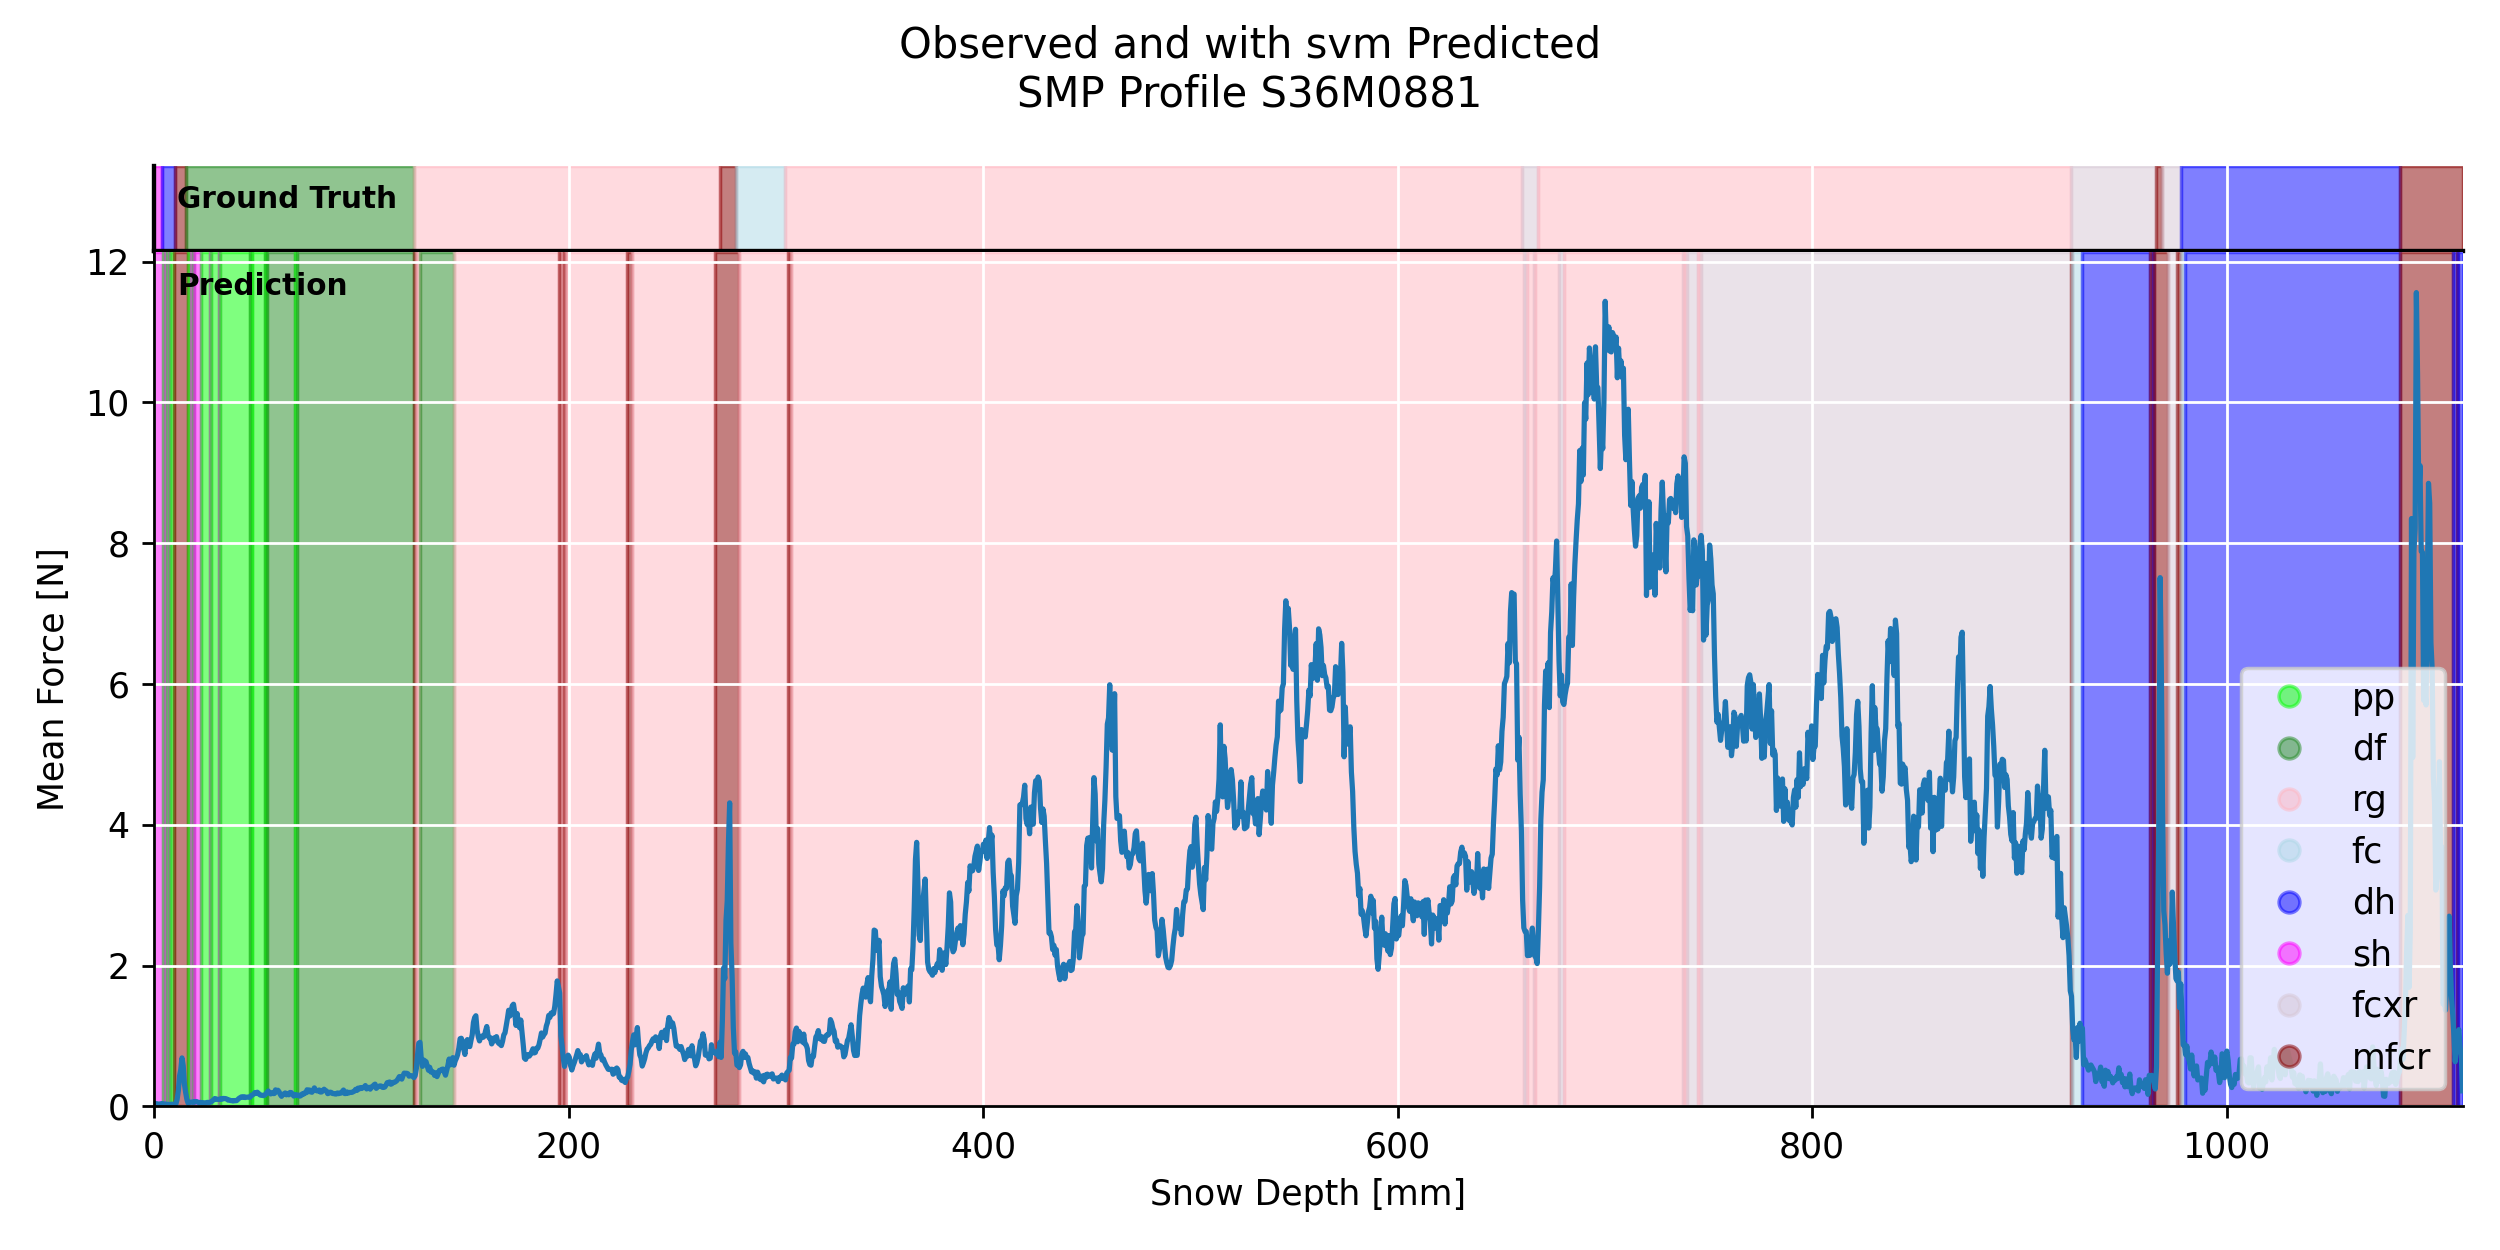 Observed and with svm Predicted
SMP Profile S36M0881
Ground Truth
Prediction
12
10
8
6
4
2
0
Mean Force [N]
0 200 400 600 800 1000
Snow Depth [mm]
pp
df
rg
fc
dh
sh
fcxr
mfcr